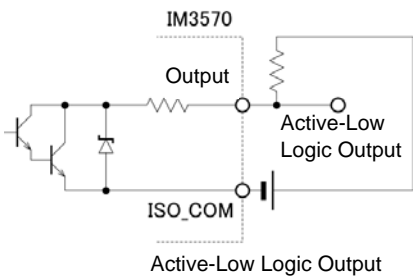 IM3570
Output
Active-Low
Logic Output
ISO_COM
Active-Low Logic Output